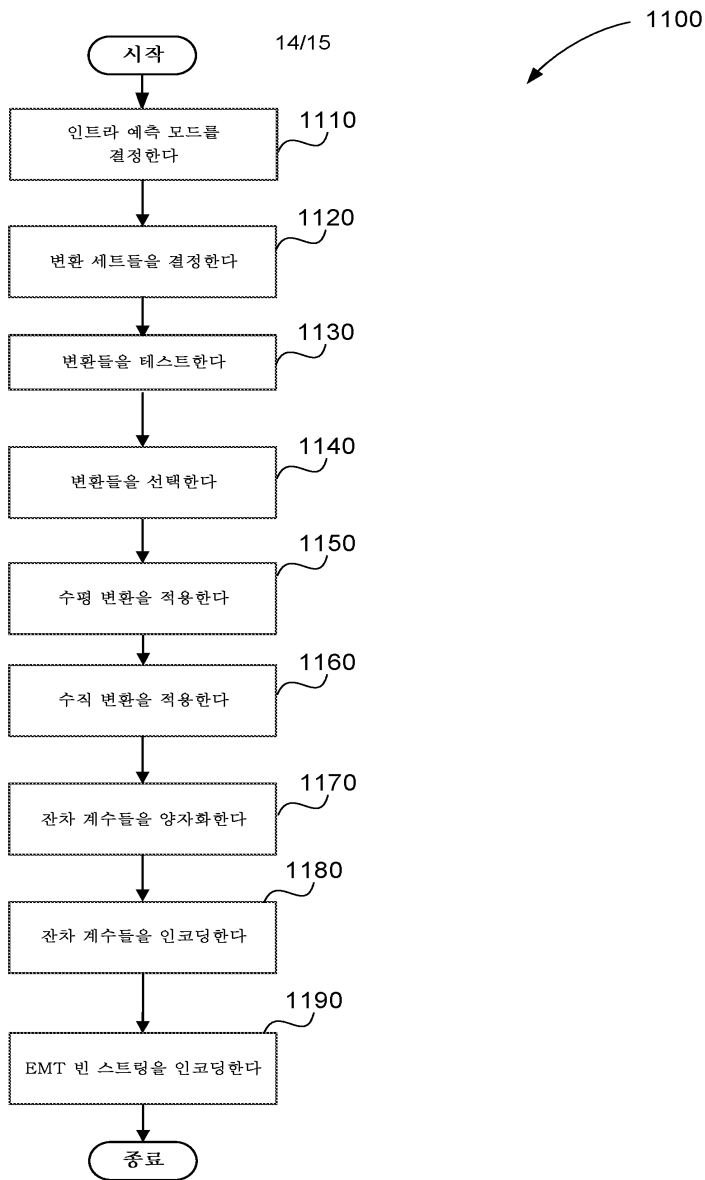 14/15
1100
시작
인트라 예측 모드를
결정한다
1110
변환 세트들을 결정한다
1120
변환들을 테스트한다
1130
변환들을 선택한다
1140
수평 변환을 적용한다
1150
수직 변환을 적용한다
1160
잔차 계수들을 양자화한다
1170
잔차 계수들을 인코딩한다
1180
EMT 빈 스트링을 인코딩한다
1190
종료